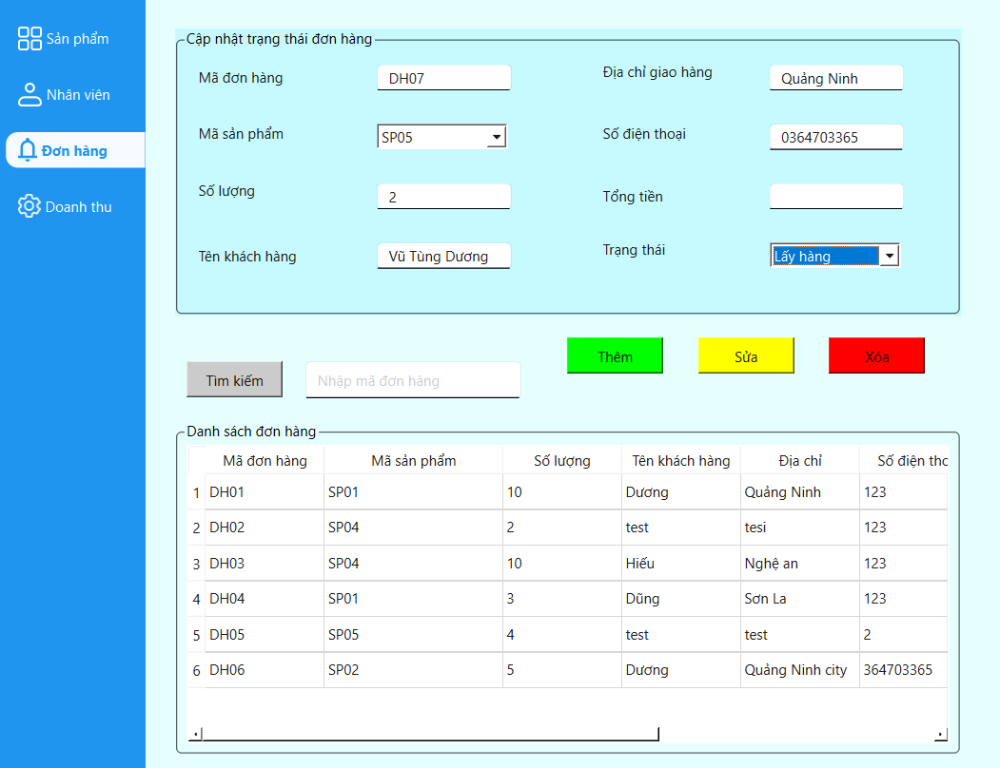 Sản phẩm
Nhân viên
Đơn hàng
Doanh thu
Cập nhật trạng thái đơn hàng
Mã đơn hàng DH07 Địa chỉ giao hàng Quảng Ninh
Mã sản phẩm SP05 Số điện thoại 0364703365
Số lượng 2 Tổng tiền
Tên khách hàng Vũ Tùng Dương Trạng thái Lấy hàng
Thêm Sửa Xóa
Tìm kiếm Nhập mã đơn hàng
Danh sách đơn hàng
Mã đơn hàng Mã sản phẩm Số lượng Tên khách hàng Địa chỉ Số điện thọ
1 DH01 SP01 10 Dương Quảng Ninh 123
2 DH02 SP04 2 test tesi 123
3 DH03 SP04 10 Hiếu Nghệ an 123
4 DH04 SP01 3 Dũng Sơn La 123
5 DH05 SP05 4 test test 2
6 DH06 SP02 5 Dương Quảng Ninh city 364703365